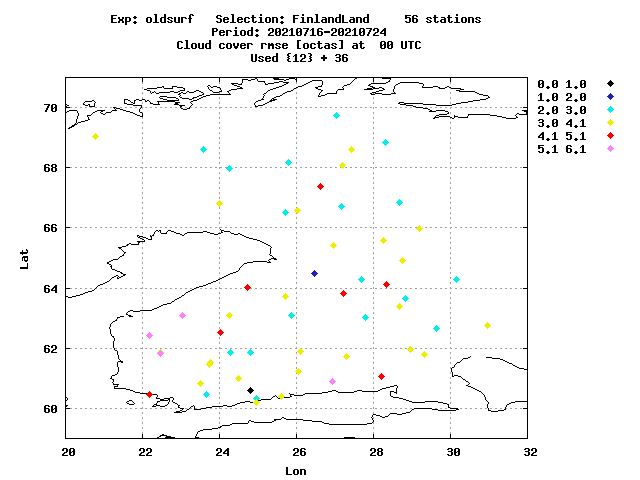 Exp: oldsurf Selection: FinlandLand 56 stations
Period: 20210716-20210724
Cloud cover rmse [octas] at 00 UTC
Used {12} + 36
0.0 1.0
1.0 2.0
2.0 3.0
3.0 4.1
4.1 5.1
5.1 6.1
70
68
66
64
62
60
Lat
20 22 24 26 28 30 32
Lon